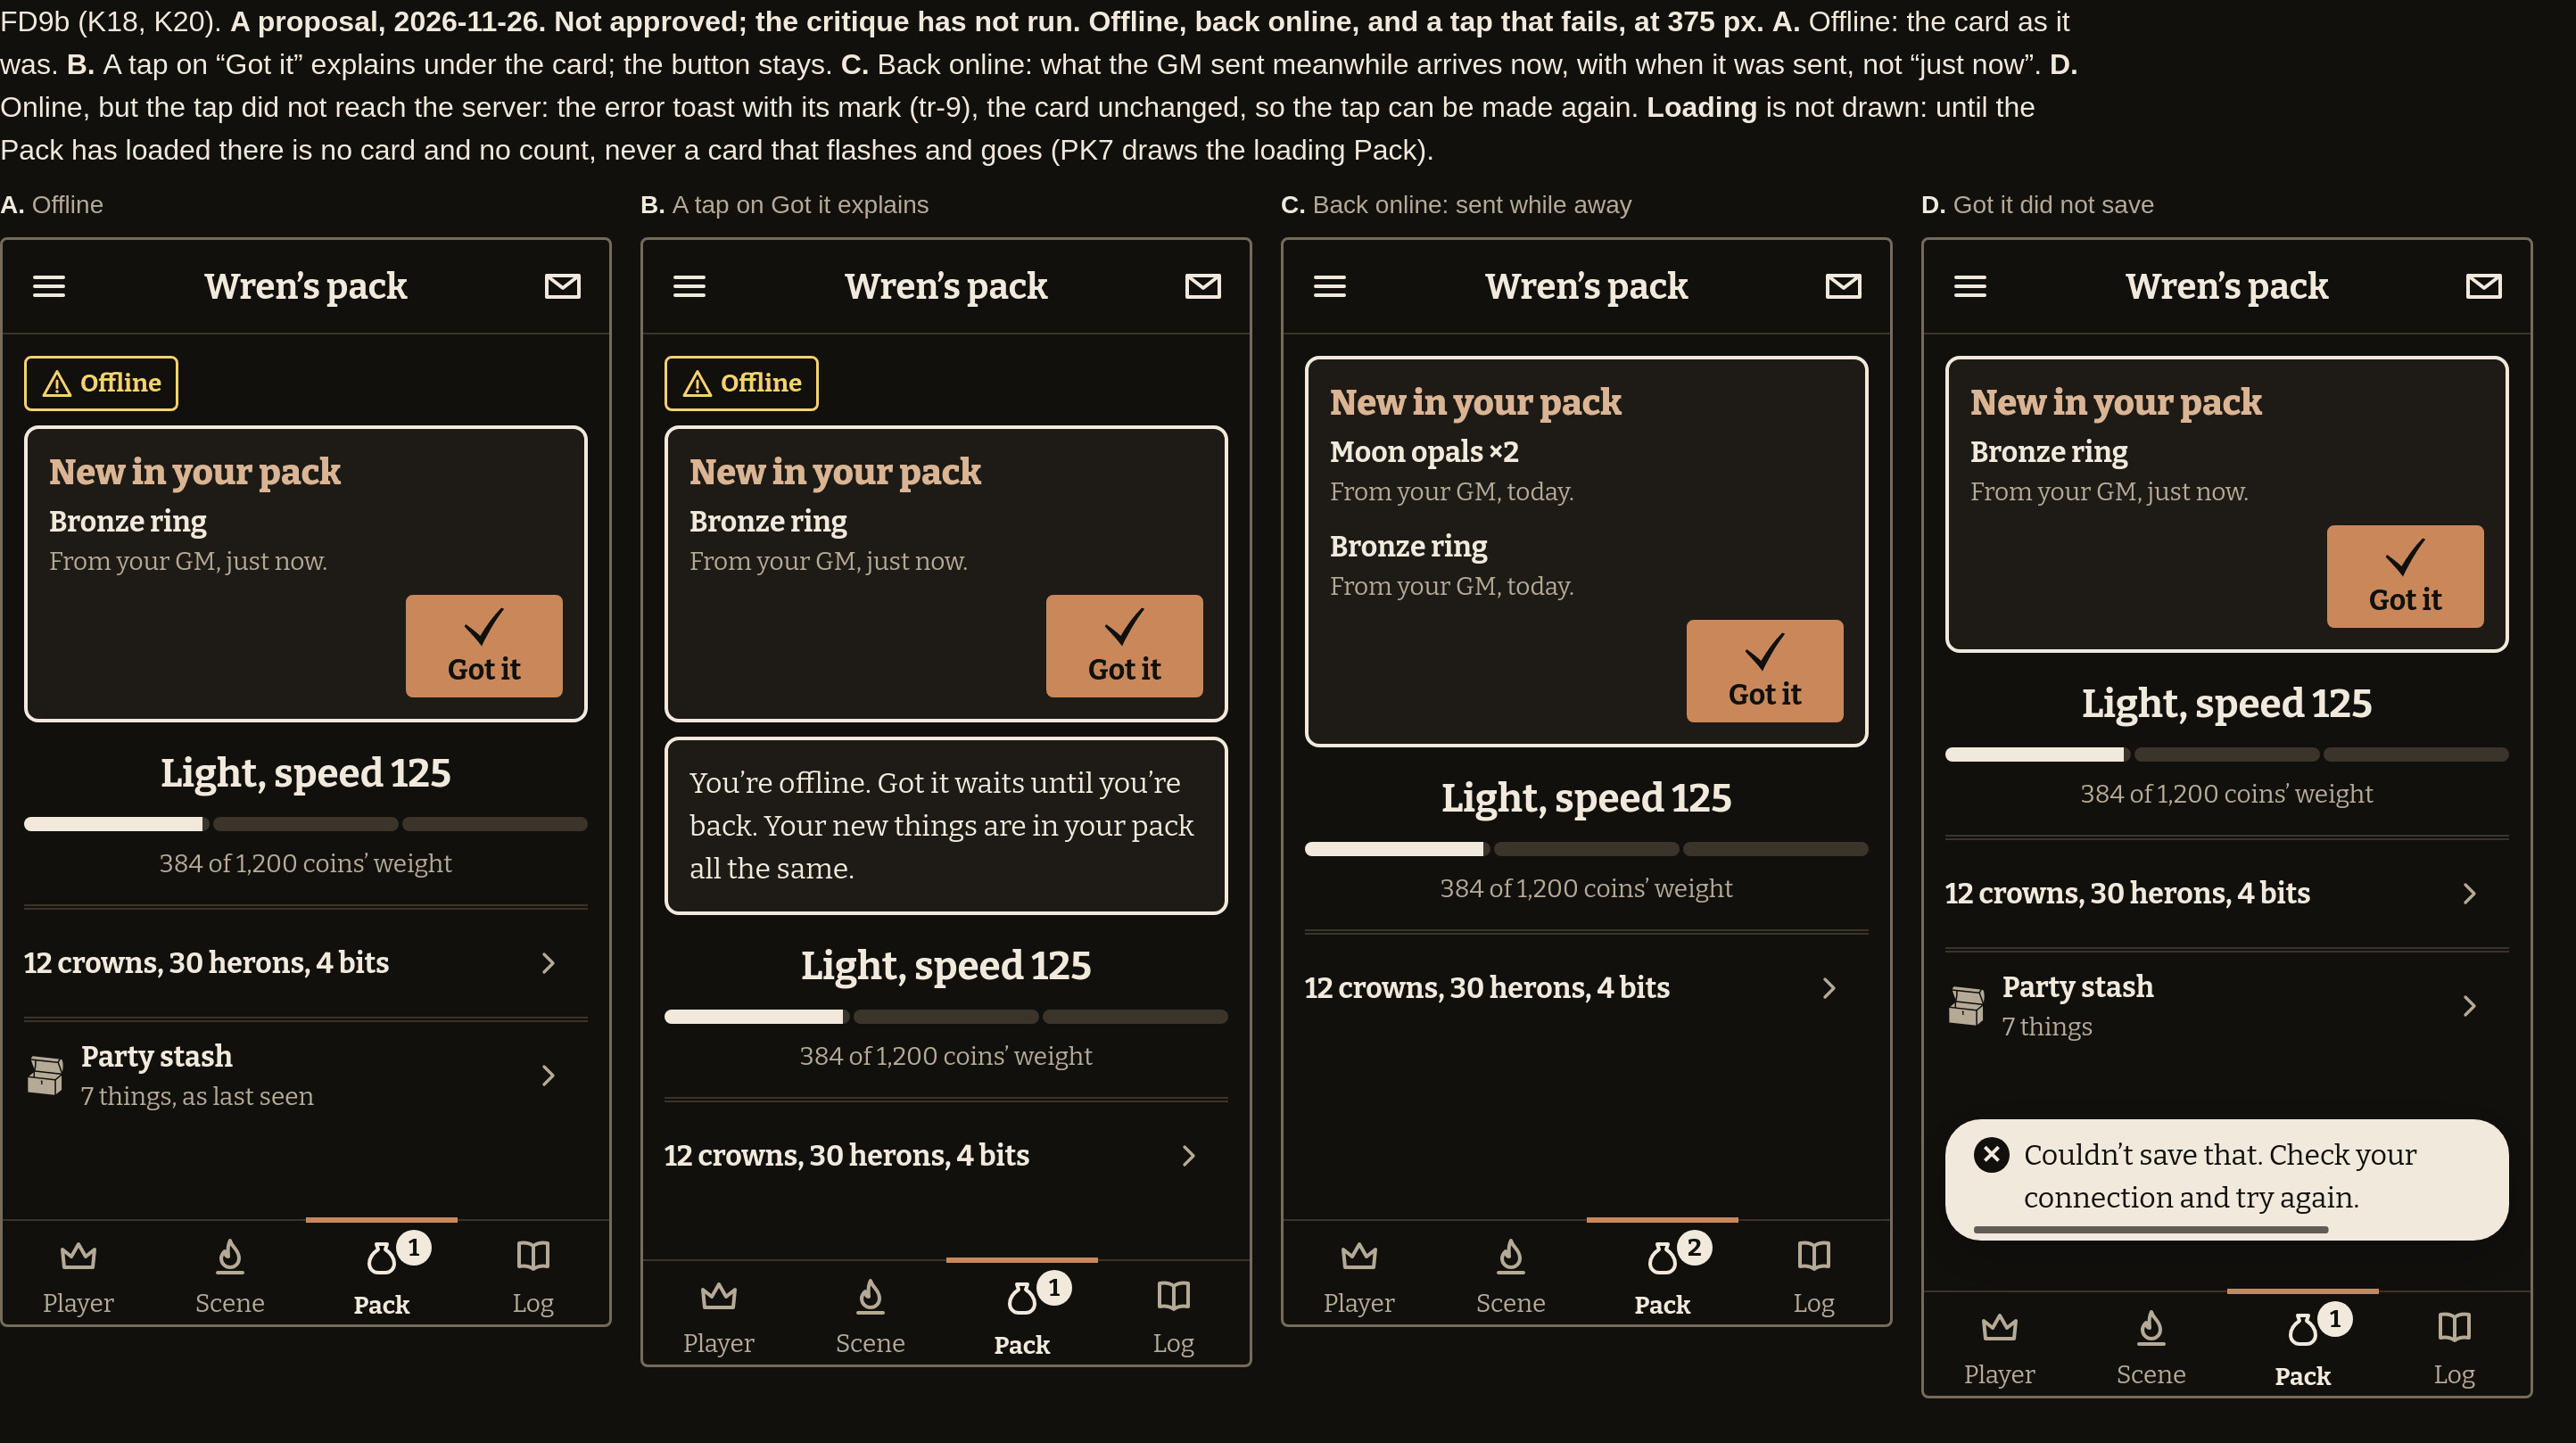 FD9b (K18, K20). A proposal, 2026-11-26. Not approved; the critique has not run. Offline, back online, and a tap that fails, at 375 px. A. Offline: the card as it
was. B. A tap on “Got it” explains under the card; the button stays. C. Back online: what the GM sent meanwhile arrives now, with when it was sent, not “just now”. D.
Online, but the tap did not reach the server: the error toast with its mark (tr-9), the card unchanged, so the tap can be made again. Loading is not drawn: until the
Pack has loaded there is no card and no count, never a card that flashes and goes (PK7 draws the loading Pack).
A. Offline
Wren’s pack
Offline
New in your pack
Bronze ring
From your GM, just now.
Got it
Light, speed 125
384 of 1,200 coins’ weight
12 crowns, 30 herons, 4 bits
Party stash
7 things, as last seen
1
Player
Scene
Pack
Log
B. A tap on Got it explains
Wren’s pack
Offline
New in your pack
Bronze ring
From your GM, just now.
Got it
You’re offline. Got it waits until you’re
back. Your new things are in your pack
all the same.
Light, speed 125
384 of 1,200 coins’ weight
12 crowns, 30 herons, 4 bits
1
Player
Scene
Pack
Log
C. Back online: sent while away
Wren’s pack
New in your pack
Moon opals ×2
From your GM, today.
Bronze ring
From your GM, today.
Got it
Light, speed 125
384 of 1,200 coins’ weight
12 crowns, 30 herons, 4 bits
2
Player
Scene
Pack
Log
D. Got it did not save
Wren’s pack
New in your pack
Bronze ring
From your GM, just now.
Got it
Light, speed 125
384 of 1,200 coins’ weight
12 crowns, 30 herons, 4 bits
Party stash
7 things
Couldn’t save that. Check your
connection and try again.
1
Player
Scene
Pack
Log